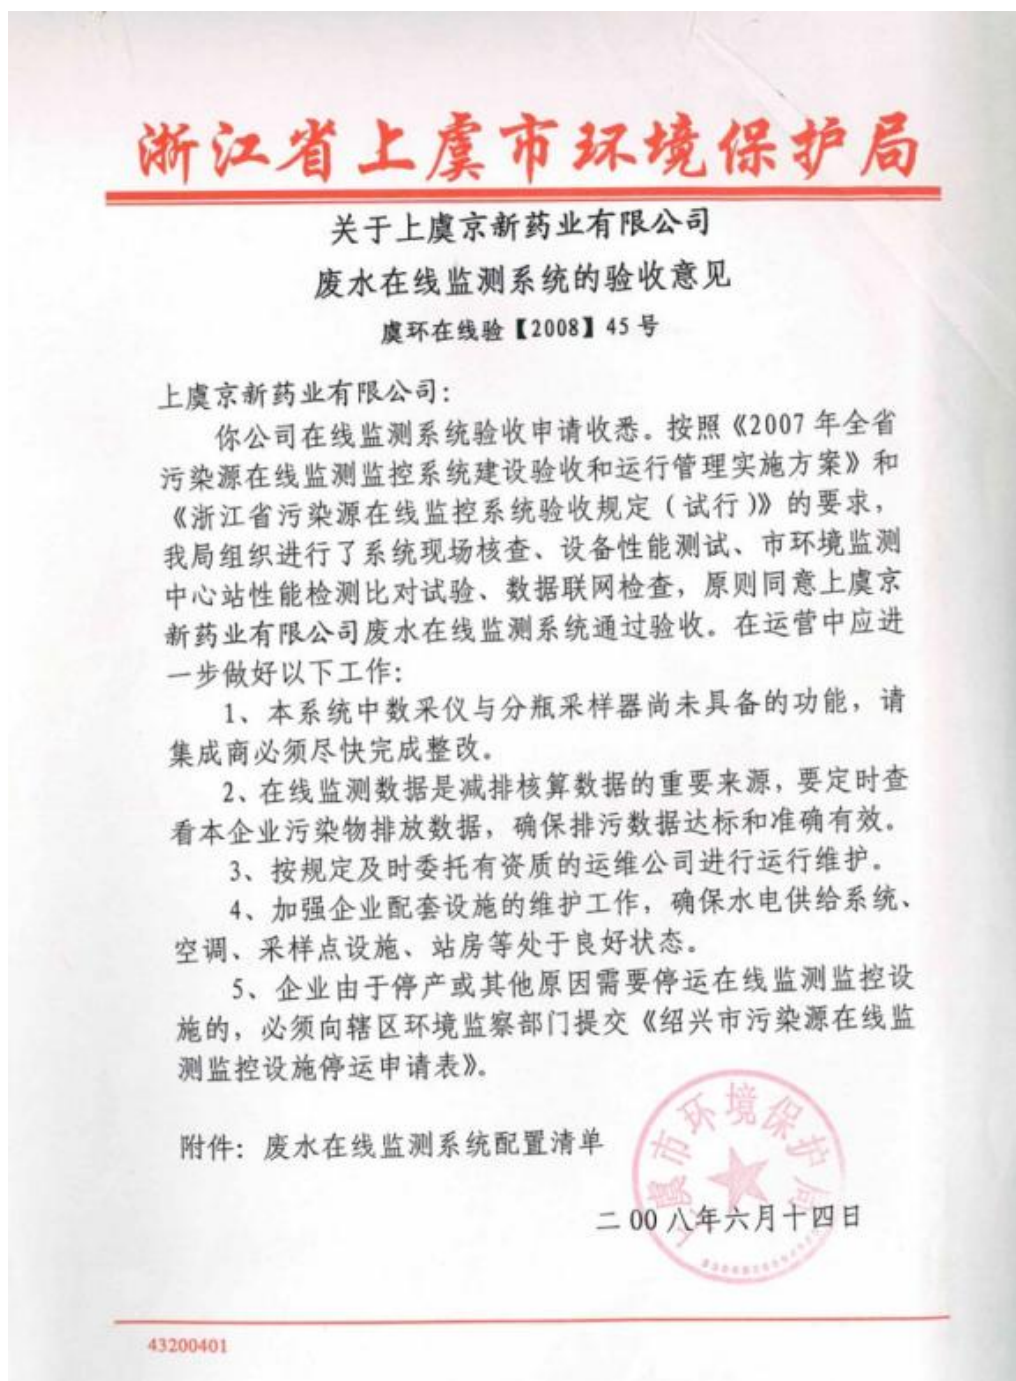 浙江省上虞市环境保护局
关于上虞京新药业有限公司
废水在线监测系统的验收意见
虞环在线验【2008】45 号
上虞京新药业有限公司：
你公司在线监测系统验收申请收悉。按照《2007 年全省
污染源在线监测监控系统建设验收和运行管理实施方案》和
《浙江省污染源在线监控系统验收规定（试行）》的要求，
我局组织进行了系统现场核查、设备性能测试、市环境监测
中心站性能检测比对试验、数据联网检查，原则同意上虞京
新药业有限公司废水在线监测系统通过验收。在运营中应进
一步做好以下工作：
1、本系统中数采仪与分瓶采样器尚未具备的功能，请
集成商必须尽快完成整改。
2、在线监测数据是减排核算数据的重要来源，要定时查
看本企业污染物排放数据，确保排污数据达标和准确有效。
3、按规定及时委托有资质的运维公司进行运行维护。
4、加强企业配套设施的维护工作，确保水电供给系统、
空调、采样点设施、站房等处于良好状态。
5、企业由于停产或其他原因需要停运在线监测监控设
施的，必须向辖区环境监察部门提交《绍兴市污染源在线监
测监控设施停运申请表》。
附件：废水在线监测系统配置清单
上虞市环境保护局
二00八年六月十四日
43200401